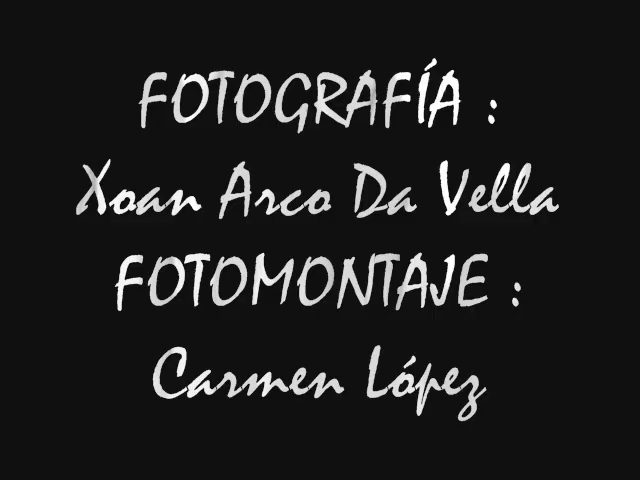 FOTOGRAFÍA :
Xoan Arco Da Vella
FOTOMONTAJE :
Carmen López